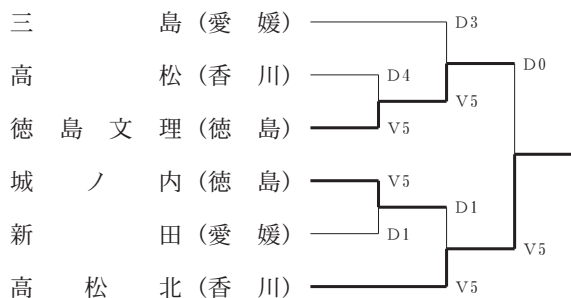 三島（愛媛） D3
高松（香川） D4 D0
徳島文理（徳島） V5 V5
城ノ内（徳島） V5
新田（愛媛） D1 D1
高松北（香川） V5 V5